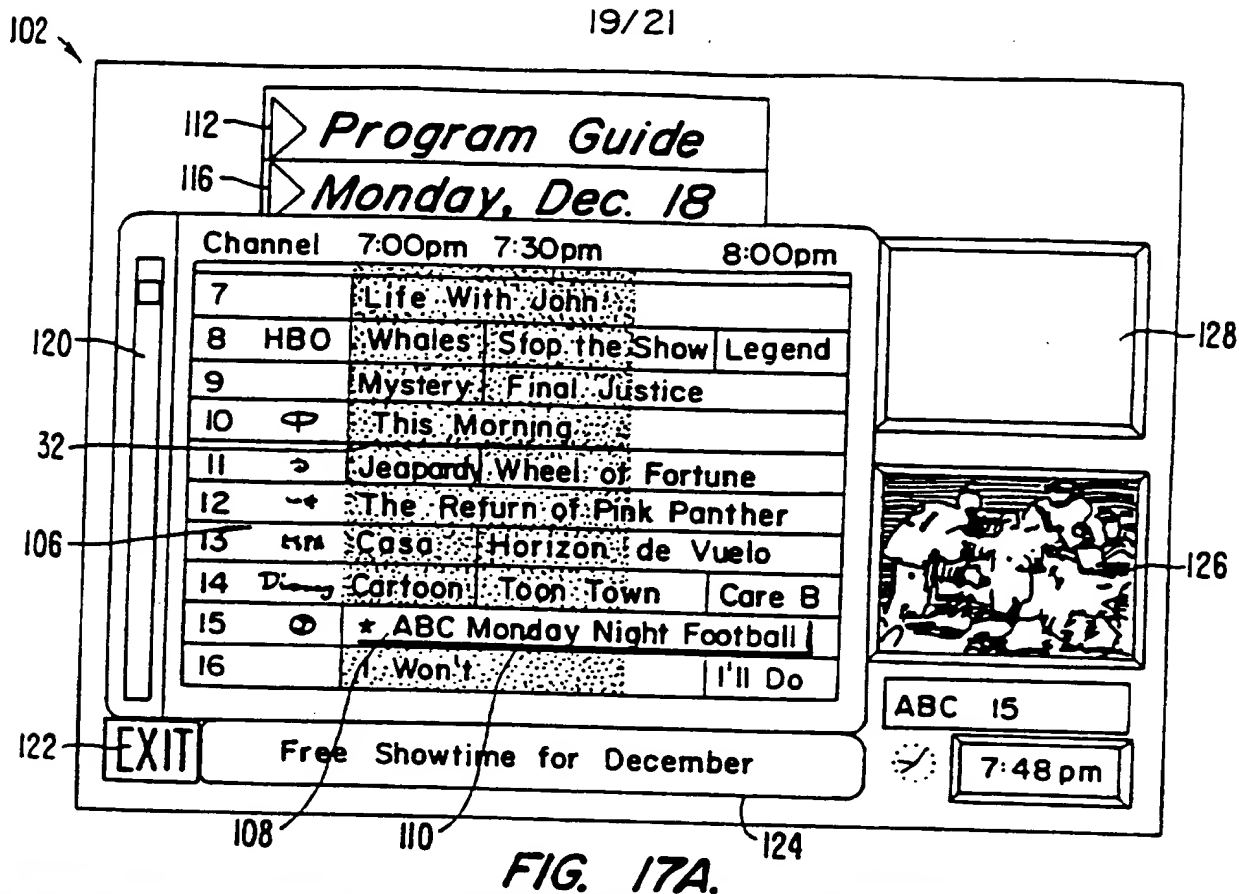 19/21
102
112 Program Guide
116 Monday, Dec. 18
Channel 7:00pm 7:30pm 8:00pm
7 Life With John!
120 8 HBO Whales Stop the Show Legend 128
9 Mystery Final Justice
10 This Morning
32
11 Jeapardy Wheel of Fortune
12 The Return of Pink Panther
106
13 Casa Horizon de Vuelo 126
14 Disney Cartoon Toon Town Care B
15 * ABC Monday Night Football
16 I Won't I'll Do
ABC 15
122 EXIT Free Showtime for December 7:48pm
108 110 124
FIG. 17A.